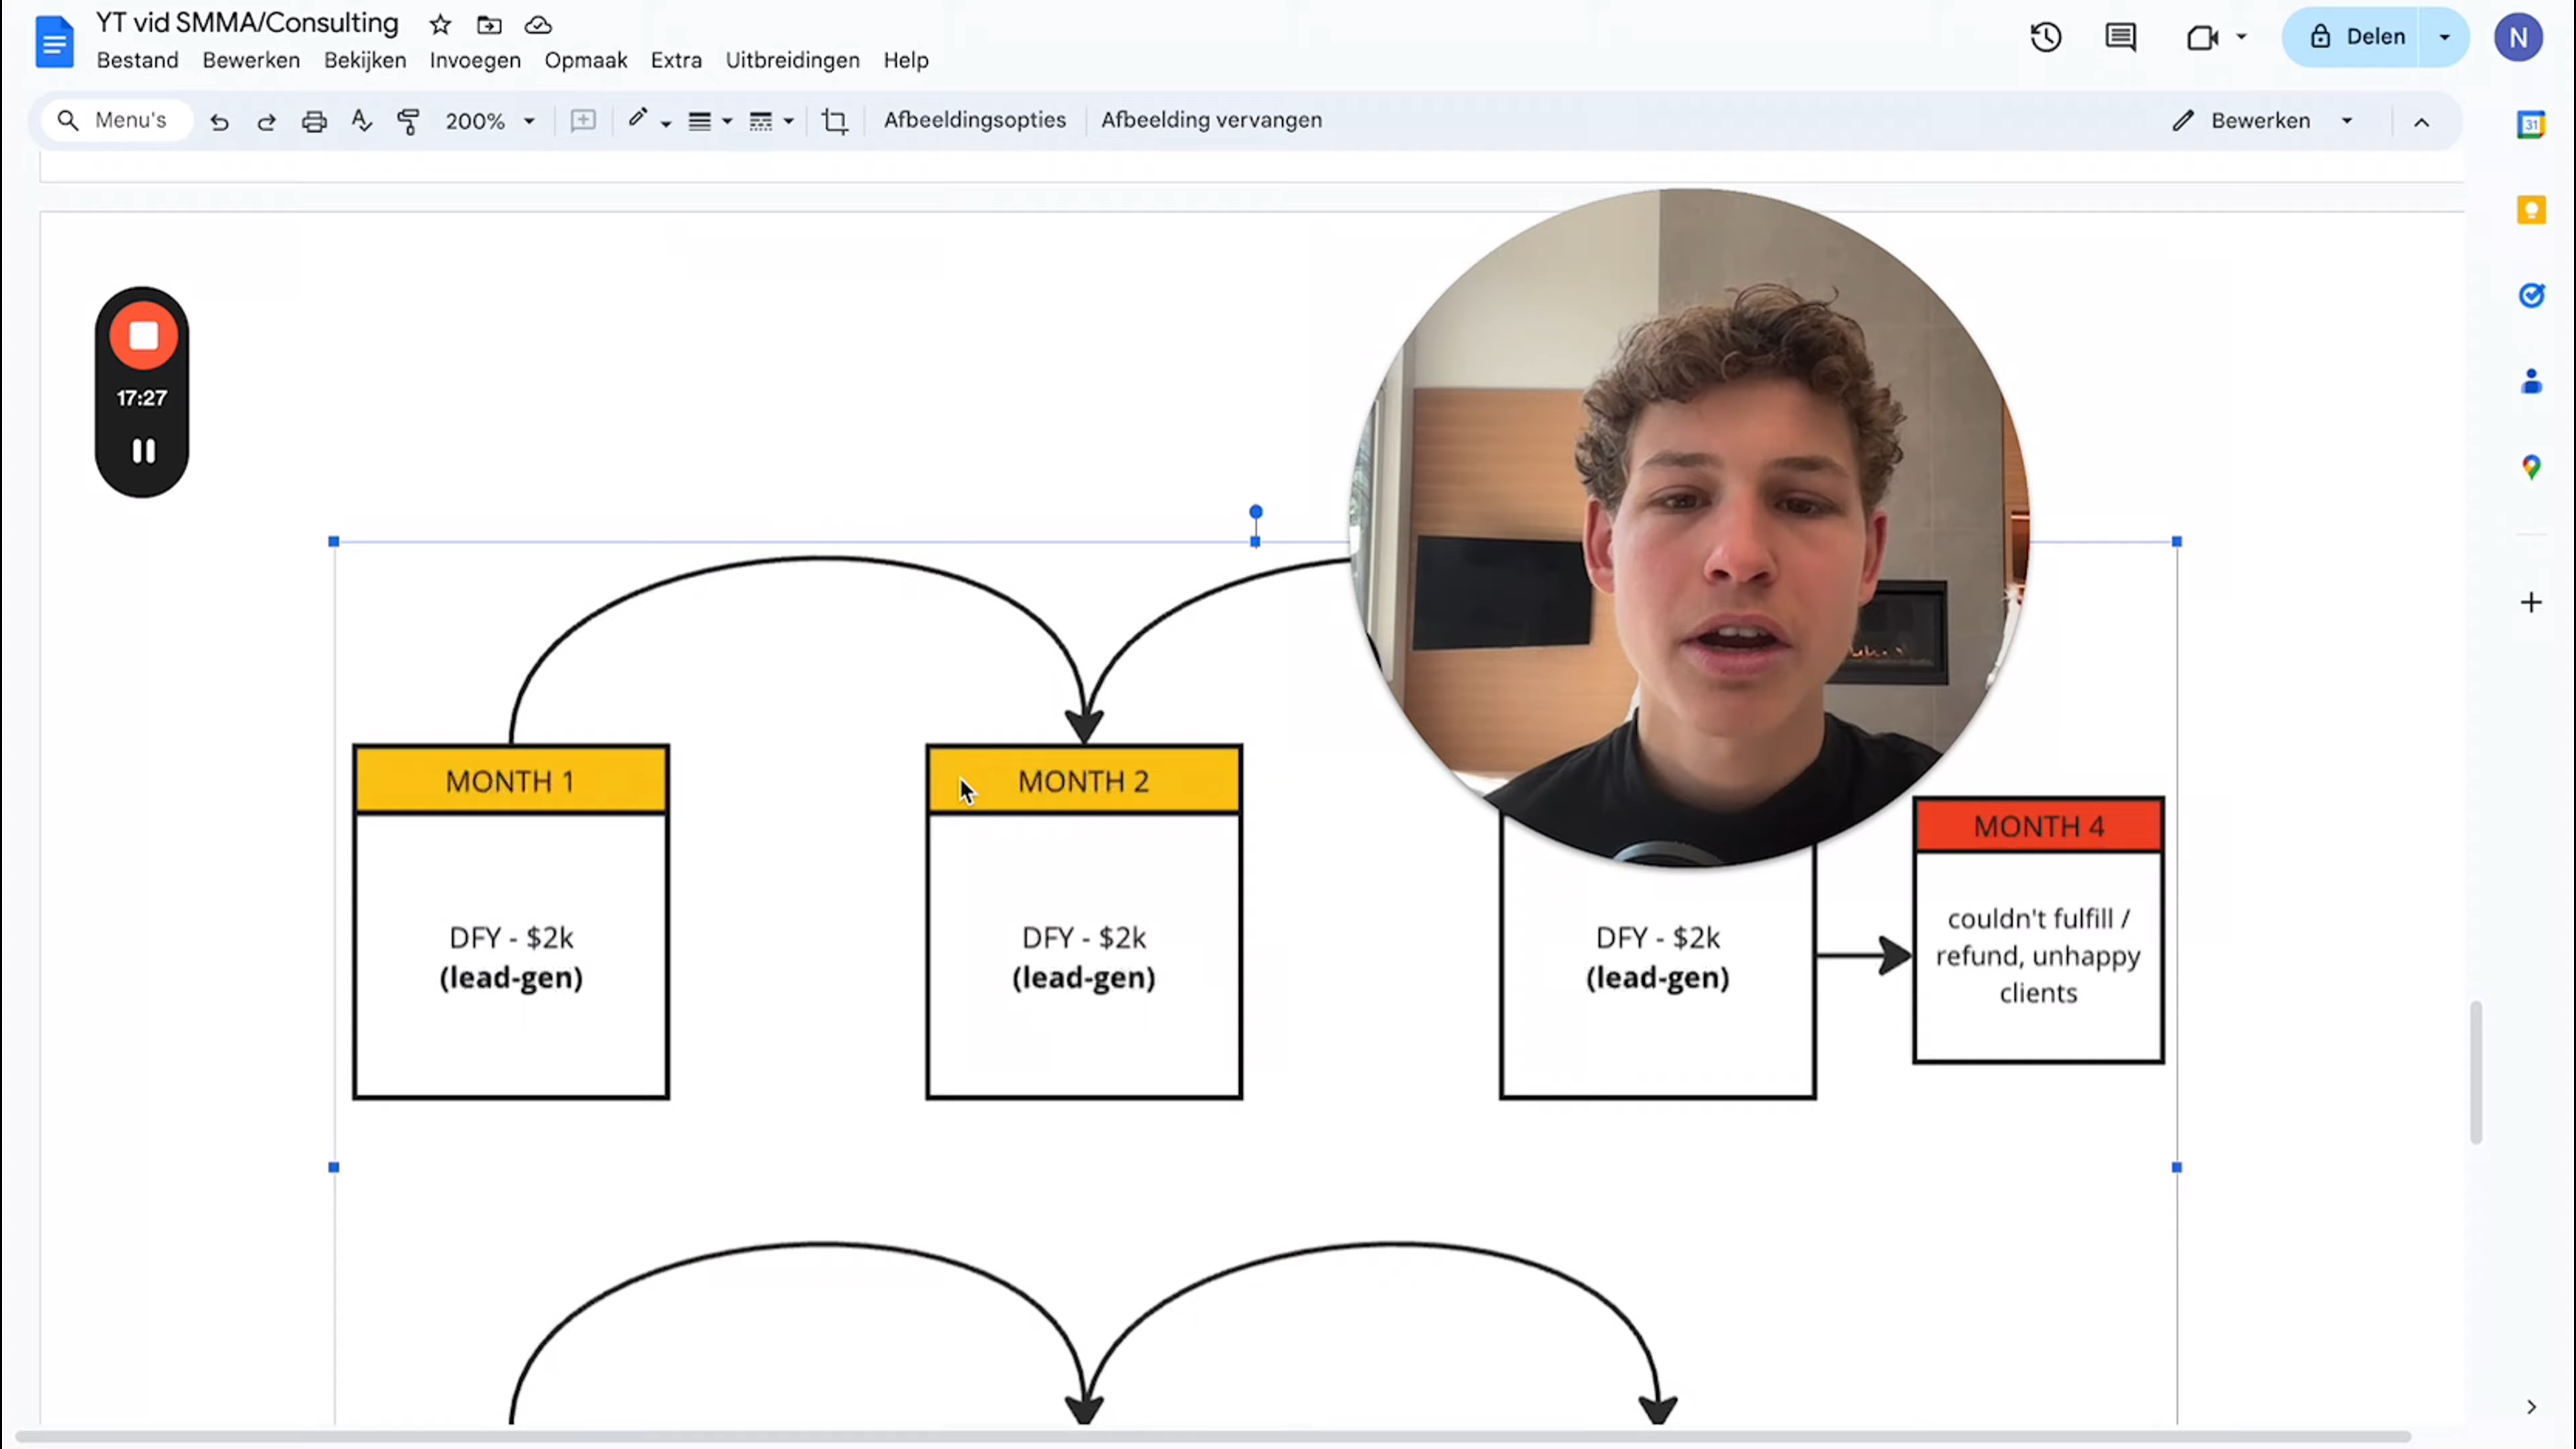 YT vid SMMA/Consulting
Bestand Bewerken Bekijken Invoegen Opmaak Extra Uitbreidingen Help
Delen
N
Menu's
200%
Afbeeldingsopties
Afbeelding vervangen
Bewerken
31
17:27
MONTH 1
DFY - $2k
(lead-gen)
MONTH 2
DFY - $2k
(lead-gen)
DFY - $2k
(lead-gen)
MONTH 4
couldn't fulfill /
refund, unhappy
clients